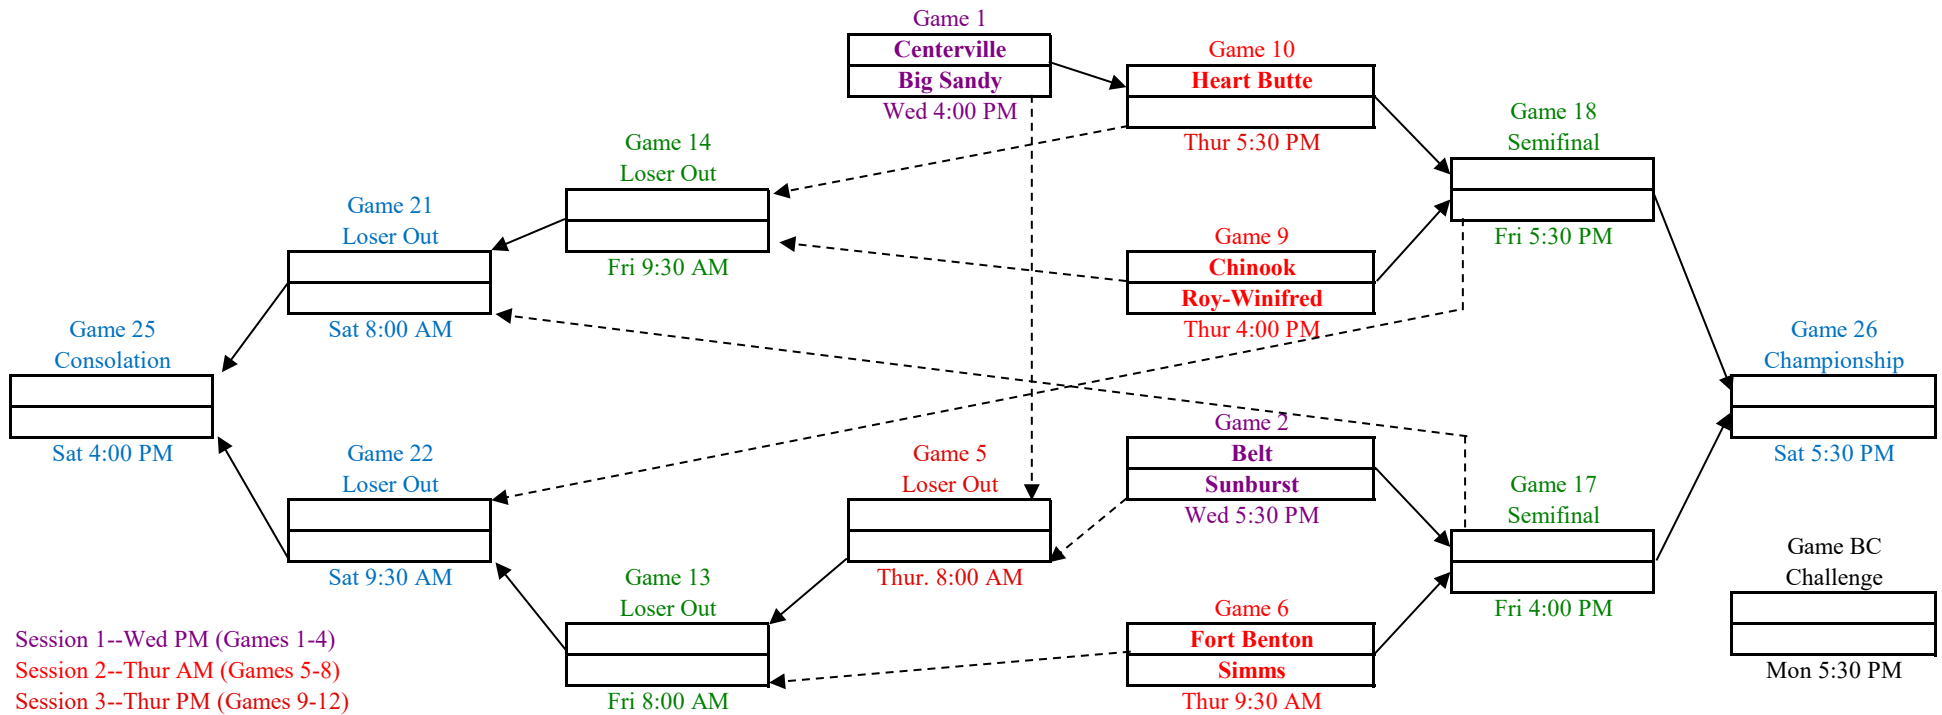 Game 1
Centerville
Big Sandy
Wed 4:00 PM
Game 10
Heart Butte
Thur 5:30 PM
Game 18
Semifinal
Fri 5:30 PM
Game 14
Loser Out
Fri 9:30 AM
Game 21
Loser Out
Sat 8:00 AM
Game 9
Chinook
Roy-Winifred
Thur 4:00 PM
Game 25
Consolation
Sat 4:00 PM
Game 26
Championship
Sat 5:30 PM
Game 2
Belt
Sunburst
Wed 5:30 PM
Game 22
Loser Out
Sat 9:30 AM
Game 5
Loser Out
Thur. 8:00 AM
Game 17
Semifinal
Fri 4:00 PM
Game BC
Challenge
Mon 5:30 PM
Game 13
Loser Out
Fri 8:00 AM
Game 6
Fort Benton
Simms
Thur 9:30 AM
Session 1--Wed PM (Games 1-4)
Session 2--Thur AM (Games 5-8)
Session 3--Thur PM (Games 9-12)